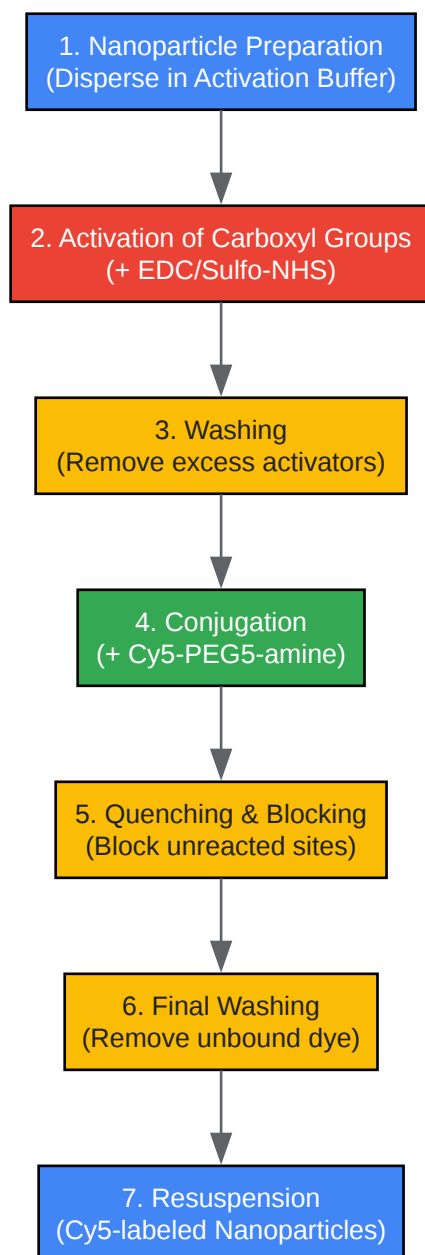 1. Nanoparticle Preparation
(Disperse in Activation Buffer)
2. Activation of Carboxyl Groups
(+ EDC/Sulfo-NHS)
3. Washing
(Remove excess activators)
4. Conjugation
(+ Cy5-PEG5-amine)
5. Quenching & Blocking
(Block unreacted sites)
6. Final Washing
(Remove unbound dye)
7. Resuspension
(Cy5-labeled Nanoparticles)